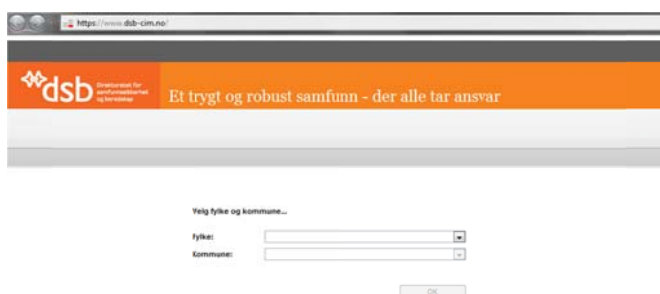 https://www.dsb-cim.no/
dsb
Direktoratet for
samfunnssikkerhet
og beredskap
Et trygt og robust samfunn - der alle tar ansvar
Velg fylke og kommune...
Fylke:
Kommune:
OK